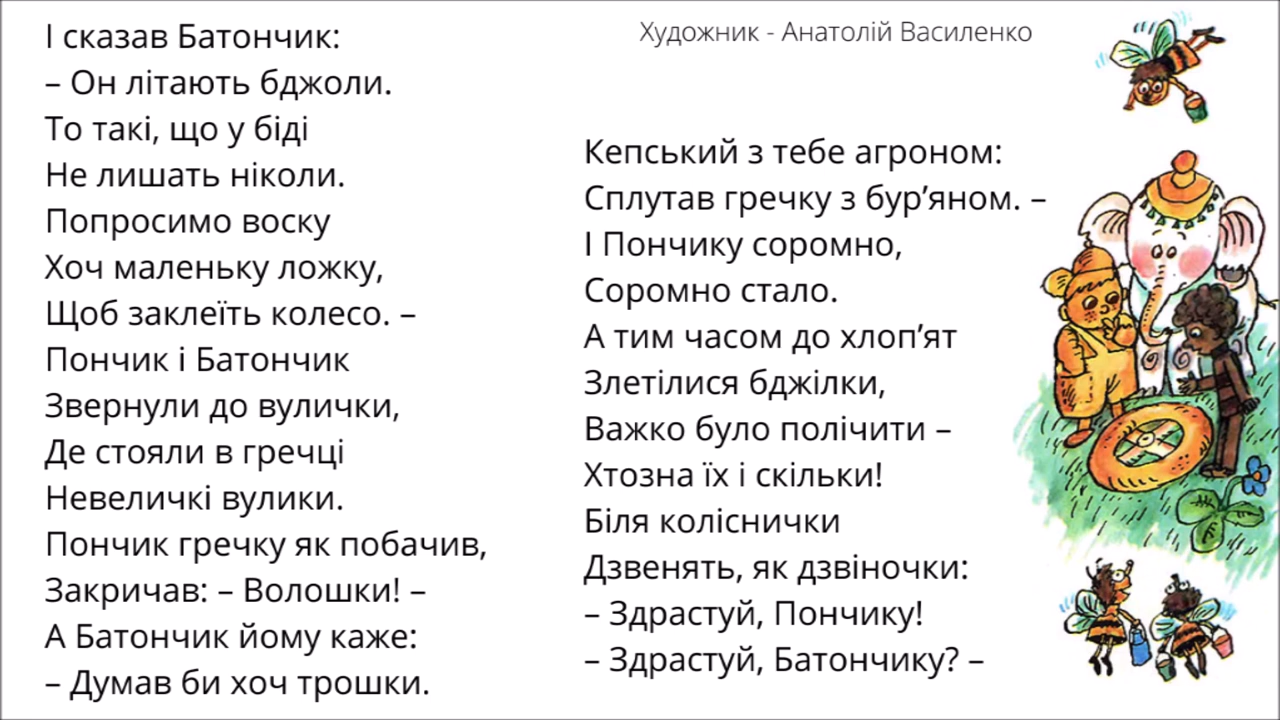 І сказав Батончик:
– Он літають бджоли.
То такі, що у біді
Не лишать ніколи.
Попросимо воску
Хоч маленьку ложку,
Щоб заклеїть колесо. –
Пончик і Батончик
Звернули до вулички,
Де стояли в гречці
Невеличкі вулики.
Пончик гречку як побачив,
Закричав: – Волошки! –
А Батончик йому каже:
– Думав би хоч трошки.
Художник - Анатолій Василенко
Кепський з тебе агроном:
Сплутав гречку з бур’яном. –
І Пончику соромно,
Соромно стало.
А тим часом до хлоп’ят
Злетілися бджілки,
Важко було полічити –
Хтозна їх і скільки!
Біля коліснички
Дзвенять, як дзвіночки:
– Здрастуй, Пончику!
– Здрастуй, Батончику? –